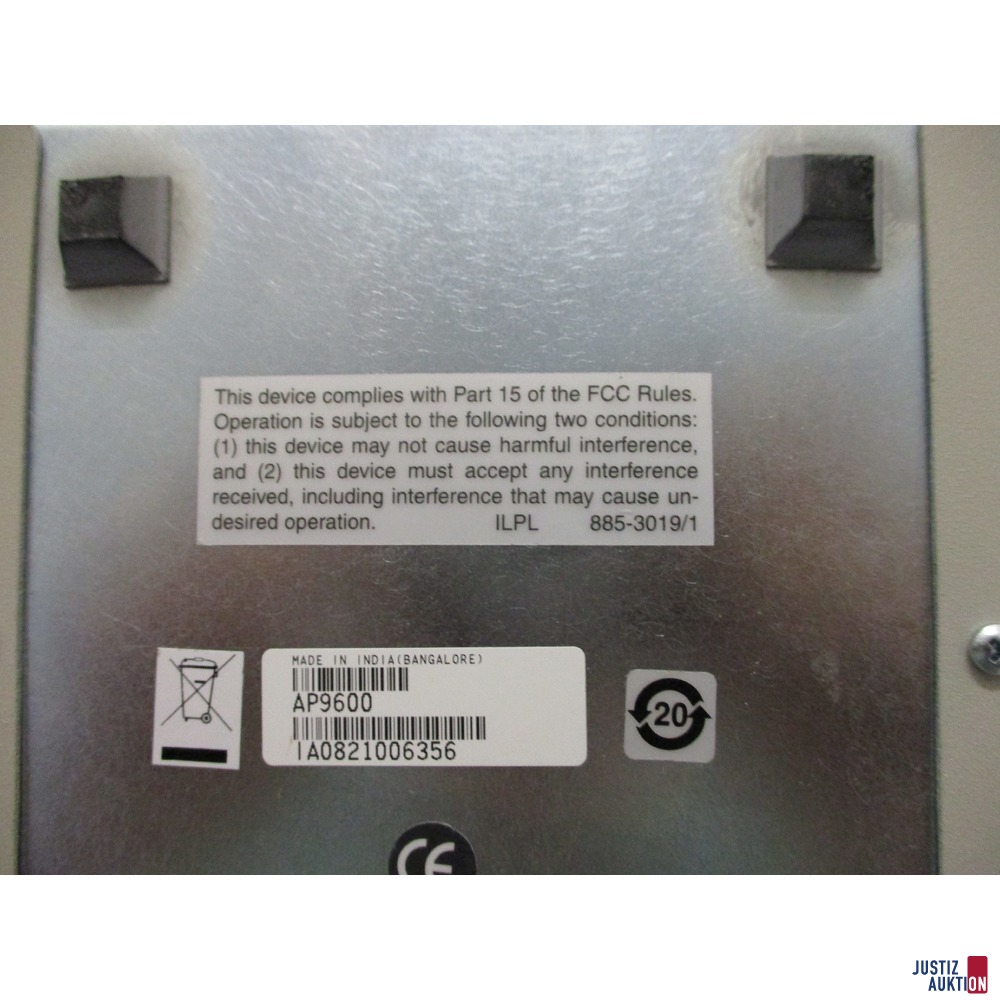 This device complies with Part 15 of the FCC Rules.
Operation is subject to the following two conditions:
(1) this device may not cause harmful interference,
and (2) this device must accept any interference
received, including interference that may cause un-
desired operation. ILPL 885-3019/1
MADE IN INDIA(BANGALORE)
AP9600
IA0821006356
20
CE
JUSTIZ
AUKTION